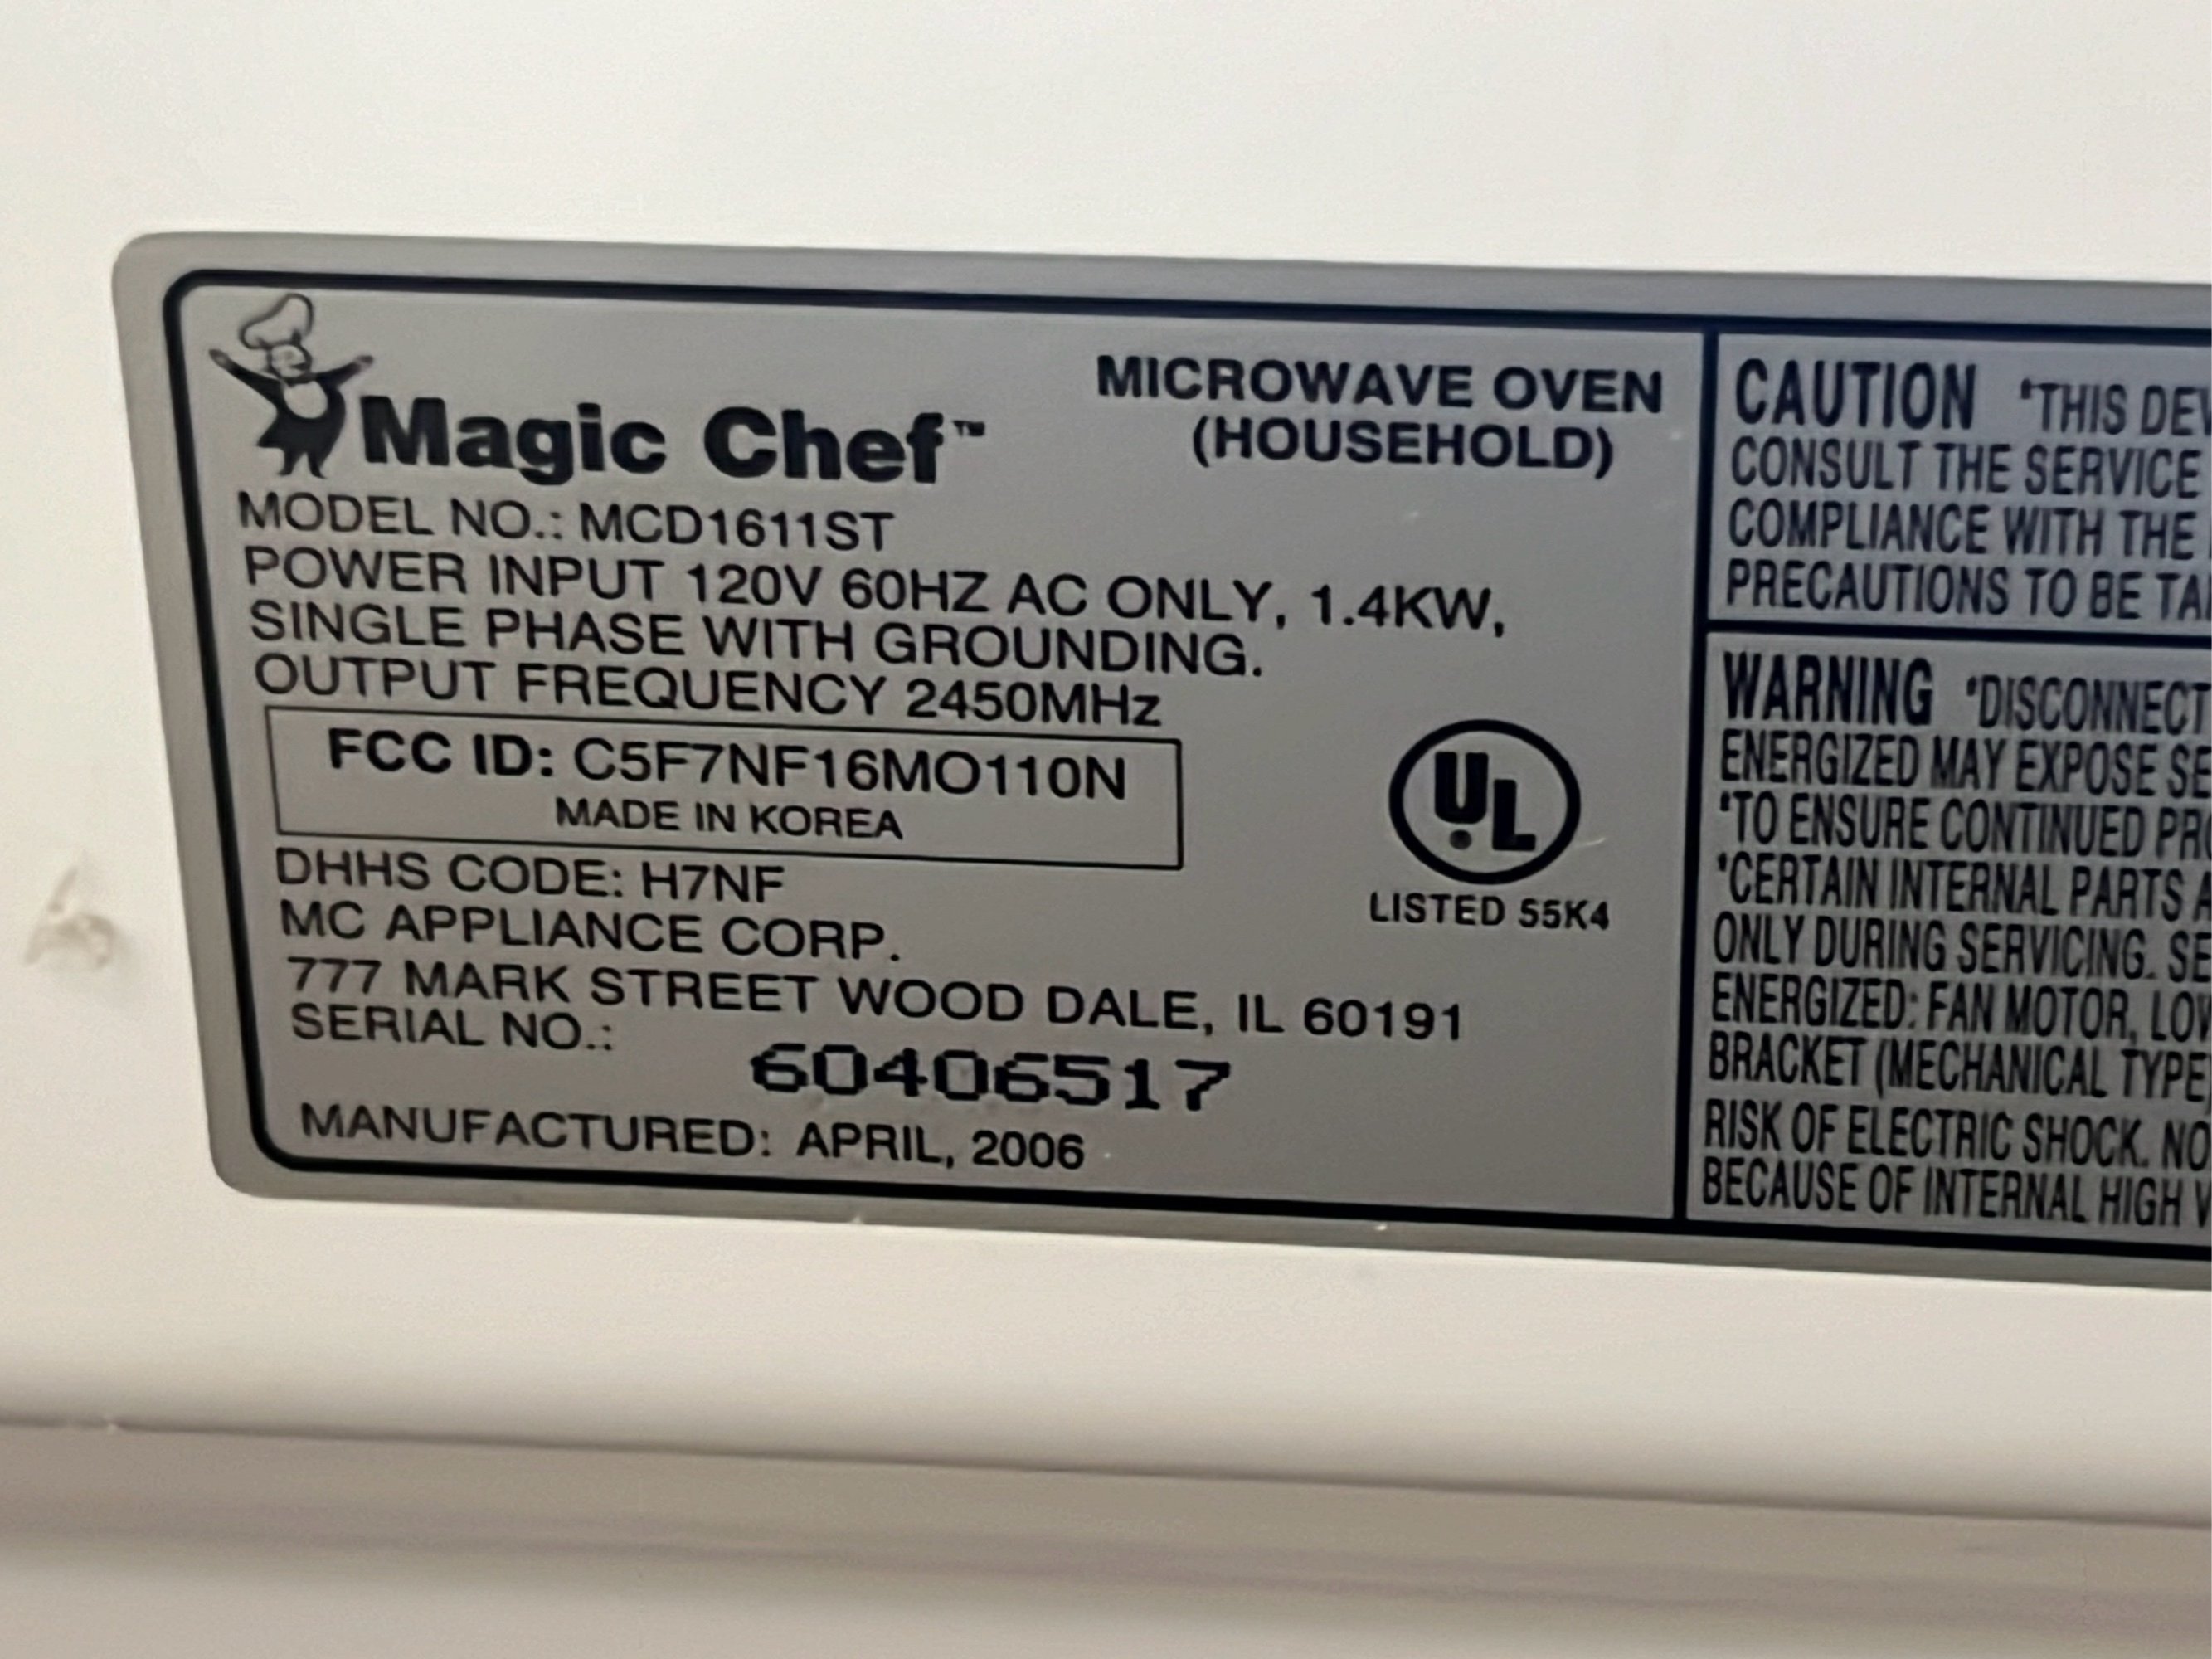 Magic Chef™
MICROWAVE OVEN
(HOUSEHOLD)
MODEL NO.: MCD1611ST
POWER INPUT 120V 60HZ AC ONLY, 1.4KW,
SINGLE PHASE WITH GROUNDING.
OUTPUT FREQUENCY 2450MHz
FCC ID: C5F7NF16MO110N
MADE IN KOREA
DHHS CODE: H7NF
MC APPLIANCE CORP.
777 MARK STREET WOOD DALE, IL 60191
SERIAL NO.:
60406517
MANUFACTURED: APRIL, 2006
UL
LISTED 55K4
CAUTION *THIS
CONSULT THE SERVICE
COMPLIANCE WITH THE
PRECAUTIONS TO BE
WARNING *DISCONNECT
ENERGIZED MAY EXPOSE
*TO ENSURE CONTINUED
*CERTAIN INTERNAL PARTS
ONLY DURING SERVICING.
ENERGIZED: FAN MOTOR,
BRACKET (MECHANICAL TYPE
RISK OF ELECTRIC SHOCK.
BECAUSE OF INTERNAL HIGH